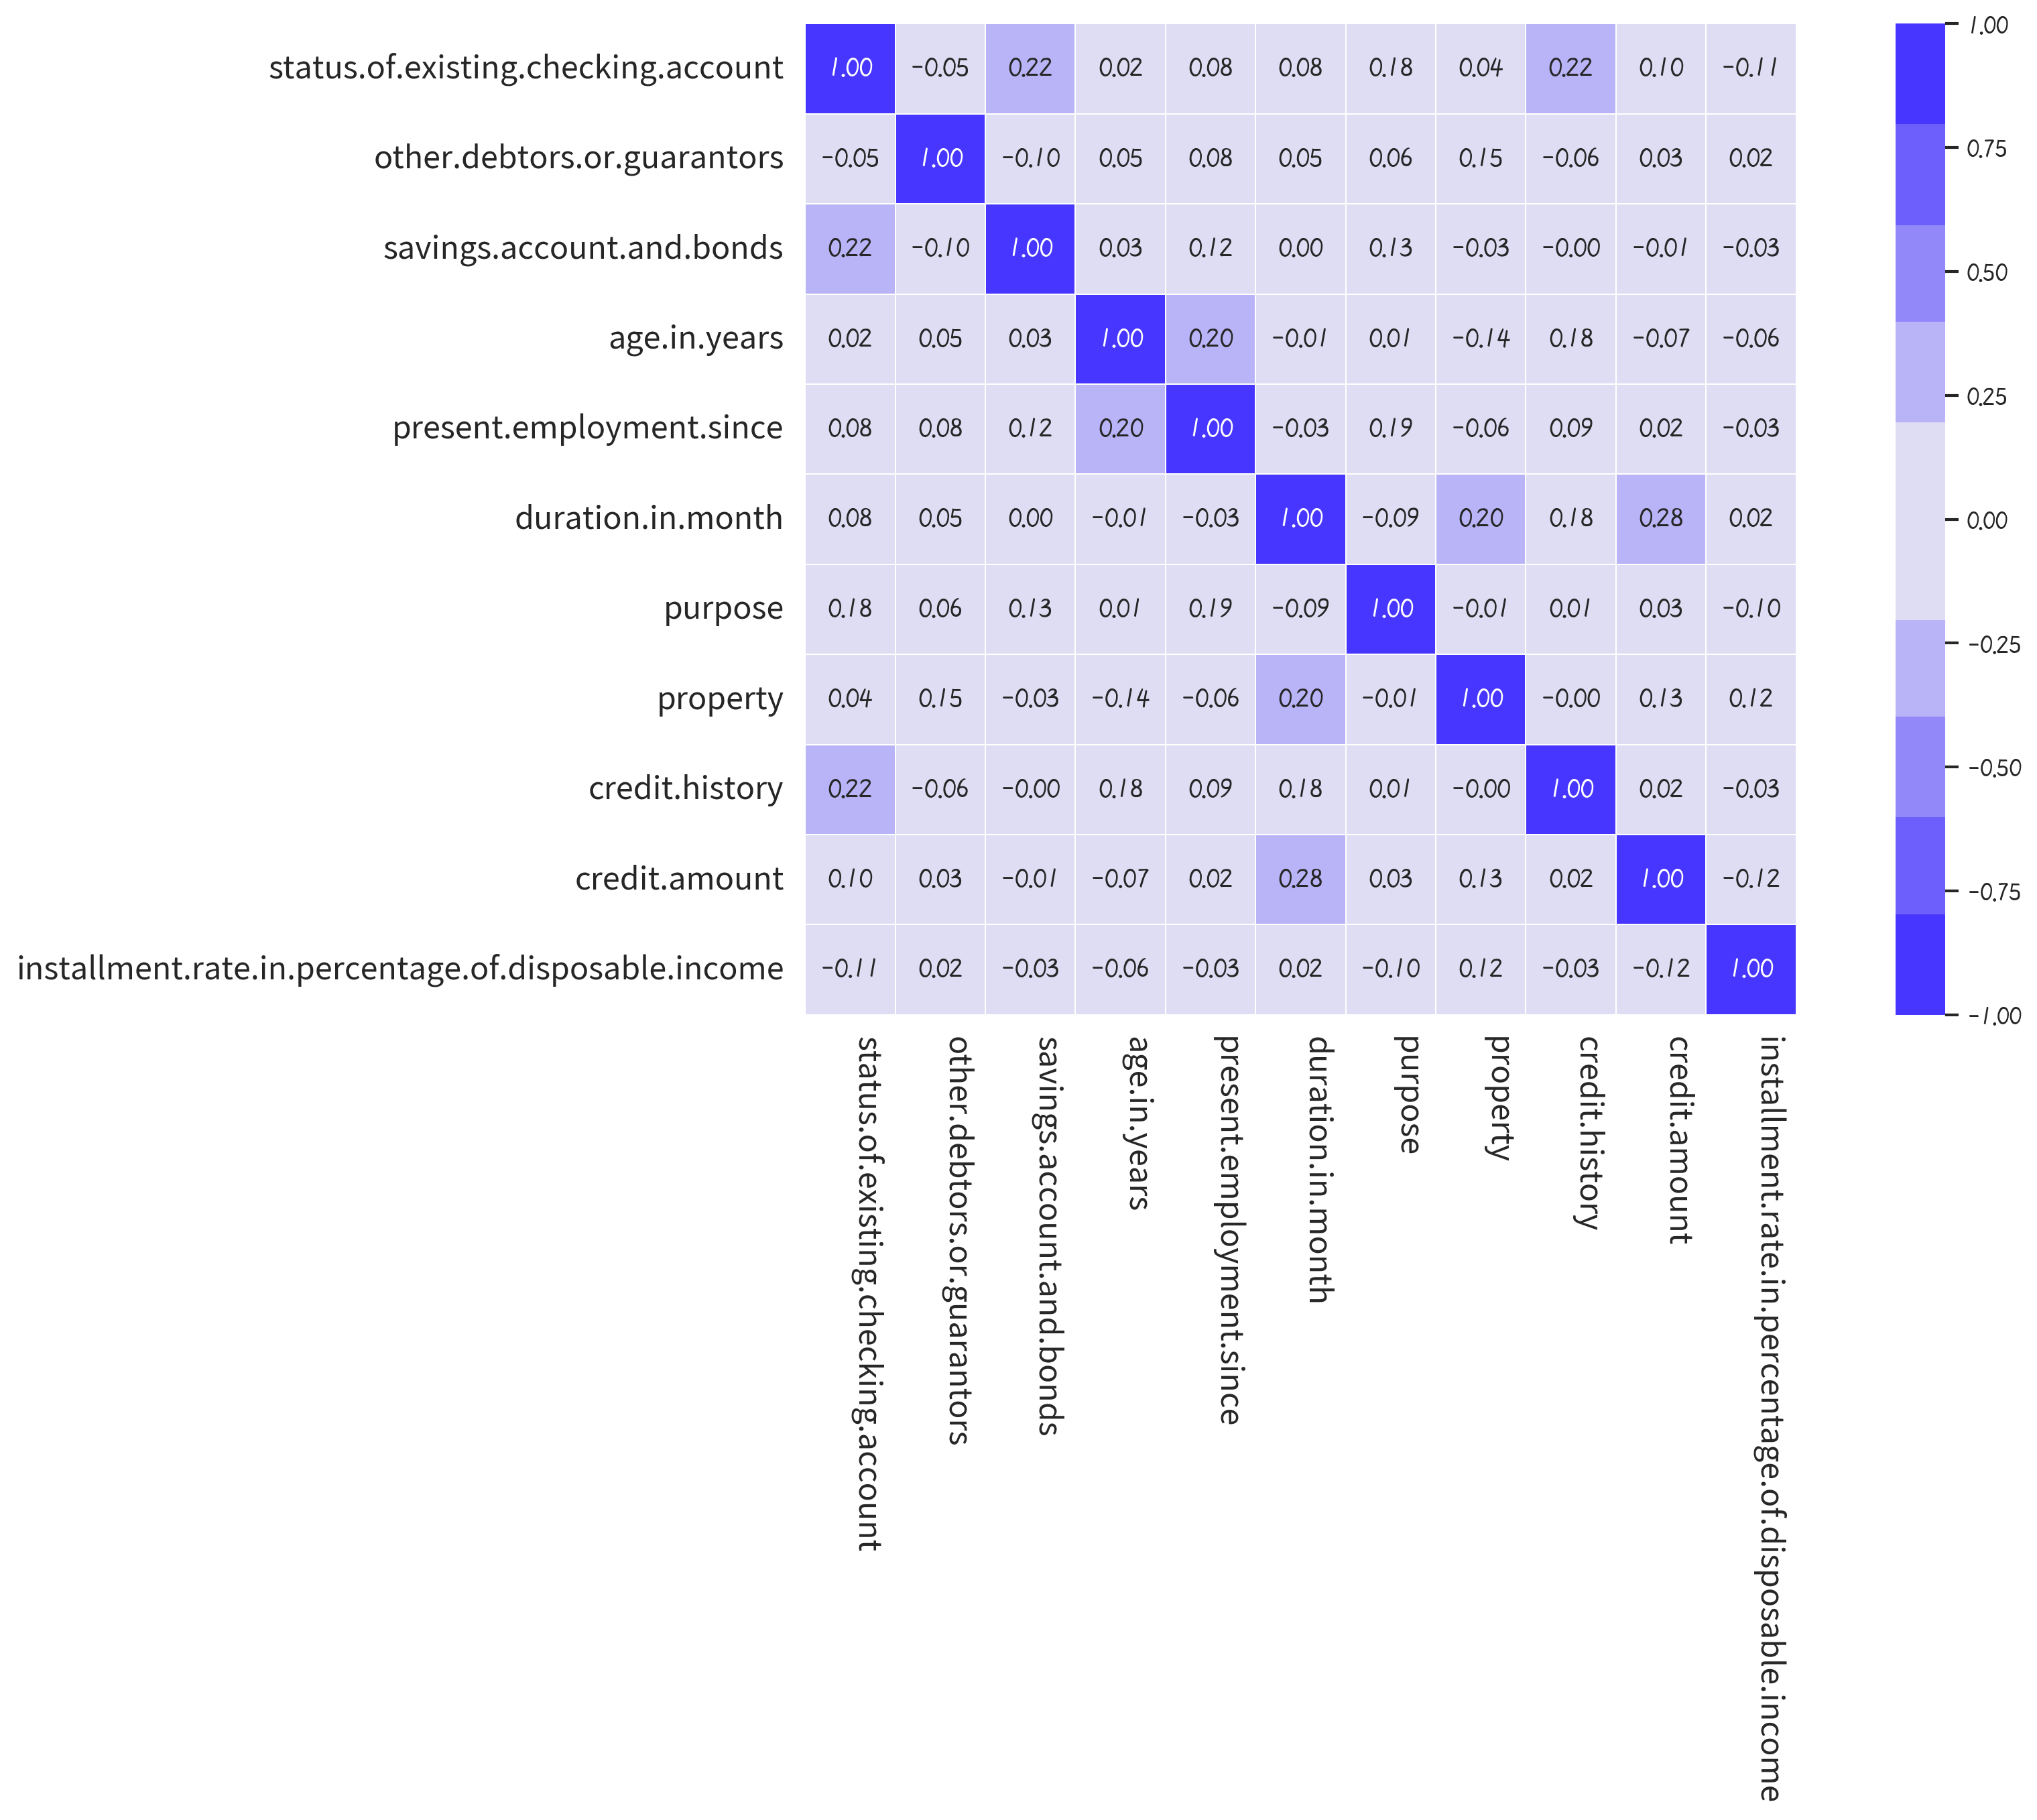 status.of.existing.checking.account 1.00 −0.05 0.22 0.02 0.08 0.08 0.18 0.04 0.22 0.10 −0.11
other.debtors.or.guarantors −0.05 1.00 −0.10 0.05 0.08 0.05 0.06 0.15 −0.06 0.03 0.02
savings.account.and.bonds 0.22 −0.10 1.00 0.03 0.12 0.00 0.13 −0.03 −0.00 −0.01 −0.03
age.in.years 0.02 0.05 0.03 1.00 0.20 −0.01 0.01 −0.14 0.18 −0.07 −0.06
present.employment.since 0.08 0.08 0.12 0.20 1.00 −0.03 0.19 −0.06 0.09 0.02 −0.03
duration.in.month 0.08 0.05 0.00 −0.01 −0.03 1.00 −0.09 0.20 0.18 0.28 0.02
purpose 0.18 0.06 0.13 0.01 0.19 −0.09 1.00 −0.01 0.01 0.03 −0.10
property 0.04 0.15 −0.03 −0.14 −0.06 0.20 −0.01 1.00 −0.00 0.13 0.12
credit.history 0.22 −0.06 −0.00 0.18 0.09 0.18 0.01 −0.00 1.00 0.02 −0.03
credit.amount 0.10 0.03 −0.01 −0.07 0.02 0.28 0.03 0.13 0.02 1.00 −0.12
installment.rate.in.percentage.of.disposable.income −0.11 0.02 −0.03 −0.06 −0.03 0.02 −0.10 0.12 −0.03 −0.12 1.00
status.of.existing.checking.account
other.debtors.or.guarantors
savings.account.and.bonds
age.in.years
present.employment.since
duration.in.month
purpose
property
credit.history
credit.amount
installment.rate.in.percentage.of.disposable.income
1.00
0.75
0.50
0.25
0.00
−0.25
−0.50
−0.75
−1.00